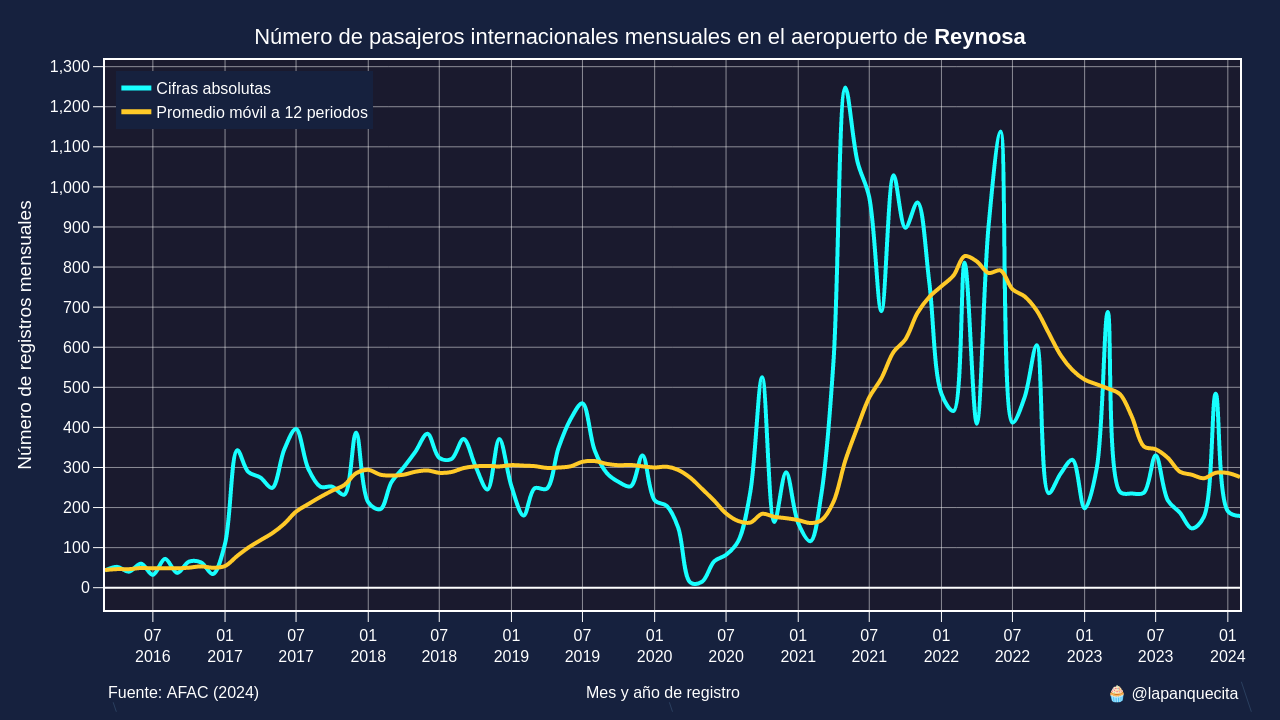 Número de pasajeros internacionales mensuales en el aeropuerto de Reynosa
1,300
1,200
1,100
1,000
900
800
700
600
500
400
300
200
100
0
Número de registros mensuales
Cifras absolutas
Promedio móvil a 12 periodos
07 01 07 01 07 01 07 01 07 01 07 01 07 01 07 01
2016 2017 2017 2018 2018 2019 2019 2020 2020 2021 2021 2022 2022 2023 2023 2024
Fuente: AFAC (2024)
Mes y año de registro
🧁 @lapanquecita